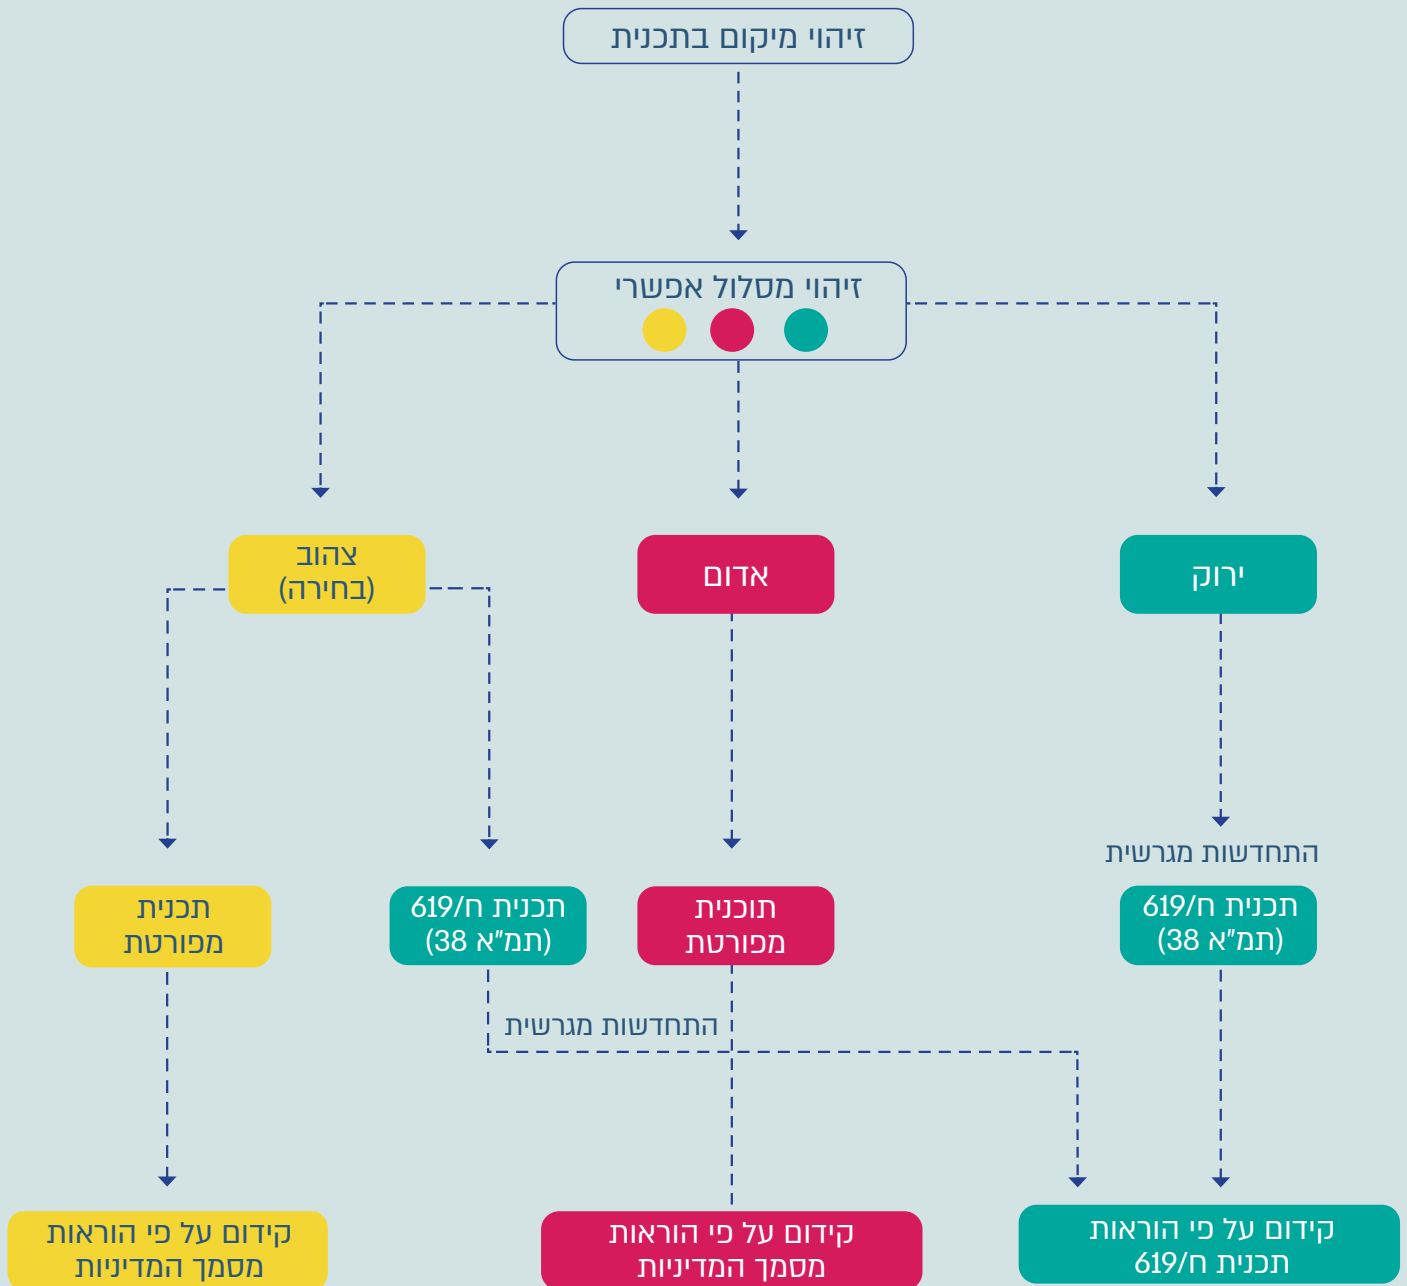 זיהוי מיקום בתכנית
זיהוי מסלול אפשרי
ירוק
אדום
צהוב
(בחירה)
התחדשות מגרשית
תכנית ח/619
(תמ"א 38)
תוכנית
מפורטת
תכנית ח/619
(תמ"א 38)
תכנית
מפורטת
התחדשות מגרשית
קידום על פי הוראות
תכנית ח/619
קידום על פי הוראות
מסמך המדיניות
קידום על פי הוראות
מסמך המדיניות